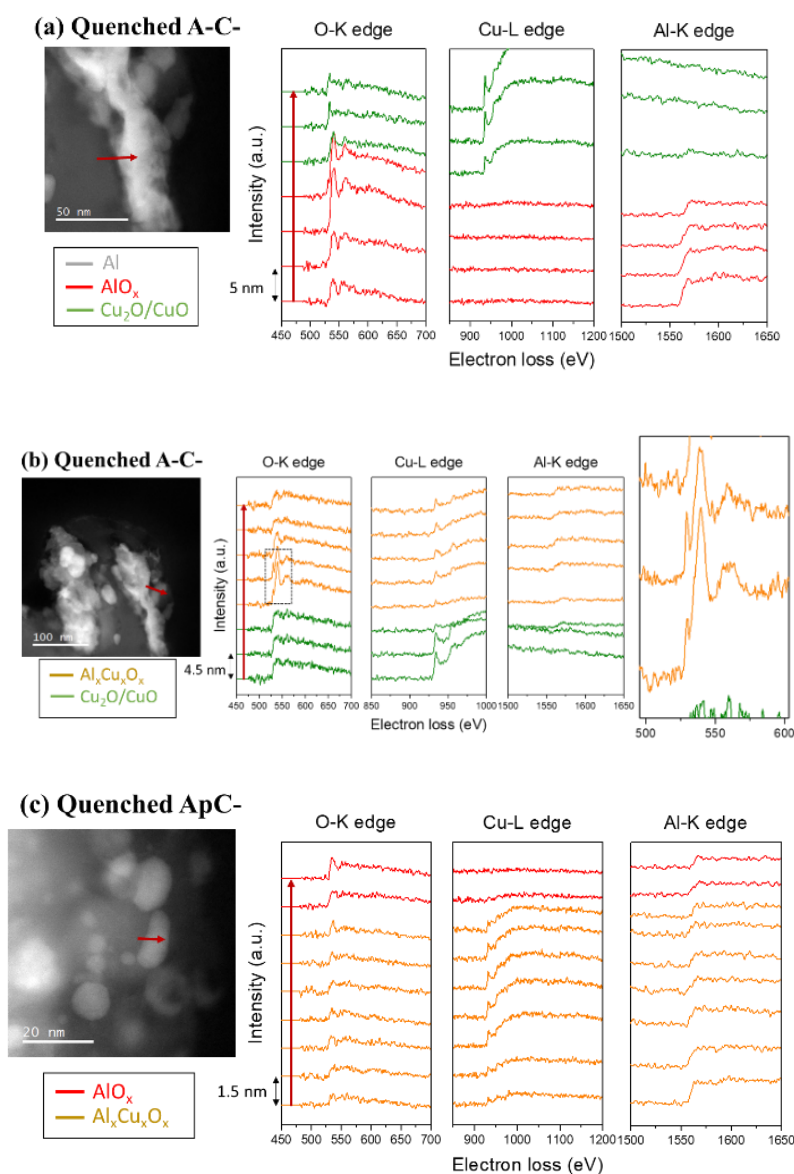 (a) Quenched A-C-
O-K edge
Cu-L edge
Al-K edge
50 nm
Al
AlOₓ
Cu₂O/CuO
Intensity (a.u.)
5 nm
450 500 550 600 650 700
900 1000 1100 1200
1500 1550 1600 1650
Electron loss (eV)
(b) Quenched A-C-
O-K edge
Cu-L edge
Al-K edge
100 nm
AlₓCuₓOₓ
Cu₂O/CuO
Intensity (a.u.)
4.5 nm
450 500 550 600 650 700
850 900 950 1000
1500 1550 1600 1650
Electron loss (eV)
500 550 600
(c) Quenched ApC-
O-K edge
Cu-L edge
Al-K edge
20 nm
AlOₓ
AlₓCuₓOₓ
Intensity (a.u.)
1.5 nm
450 500 550 600 650 700
900 1000 1100 1200
1500 1550 1600 1650
Electron loss (eV)